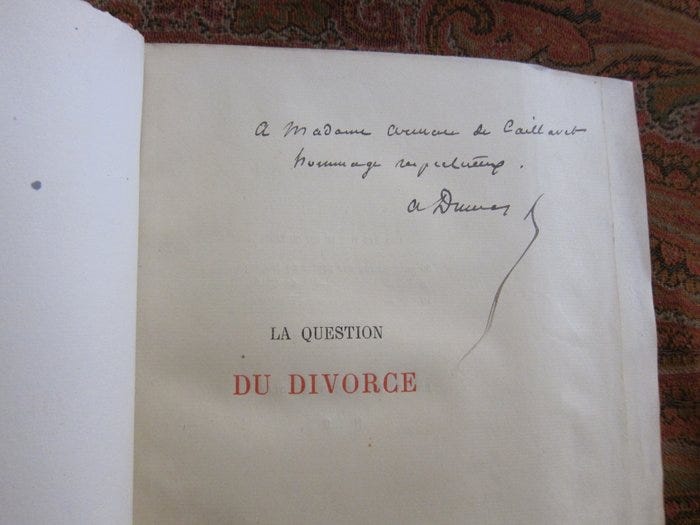 A Madame Arman de Caillavet
hommage respectueux.
A Dumas
LA QUESTION
DU DIVORCE